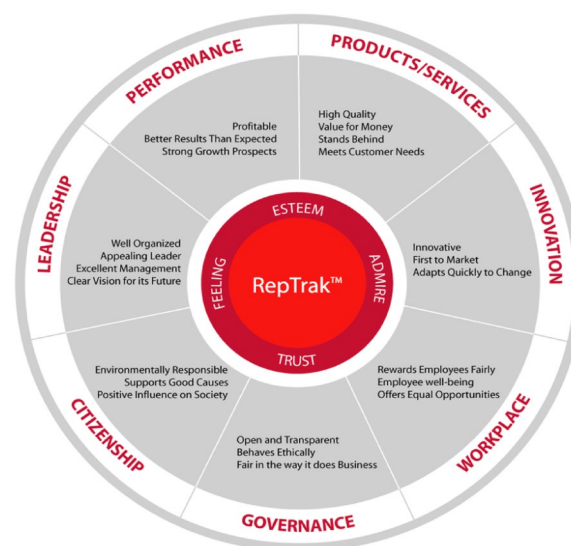 PERFORMANCE
Profitable
Better Results Than Expected
Strong Growth Prospects
PRODUCTS/SERVICES
High Quality
Value for Money
Stands Behind
Meets Customer Needs
INNOVATION
Innovative
First to Market
Adapts Quickly to Change
WORKPLACE
Rewards Employees Fairly
Employee well-being
Offers Equal Opportunities
GOVERNANCE
Open and Transparent
Behaves Ethically
Fair in the way it does Business
CITIZENSHIP
Environmentally Responsible
Supports Good Causes
Positive Influence on Society
LEADERSHIP
Well Organized
Appealing Leader
Excellent Management
Clear Vision for its Future
ESTEEM
ADMIRE
TRUST
FEELING
RepTrak™